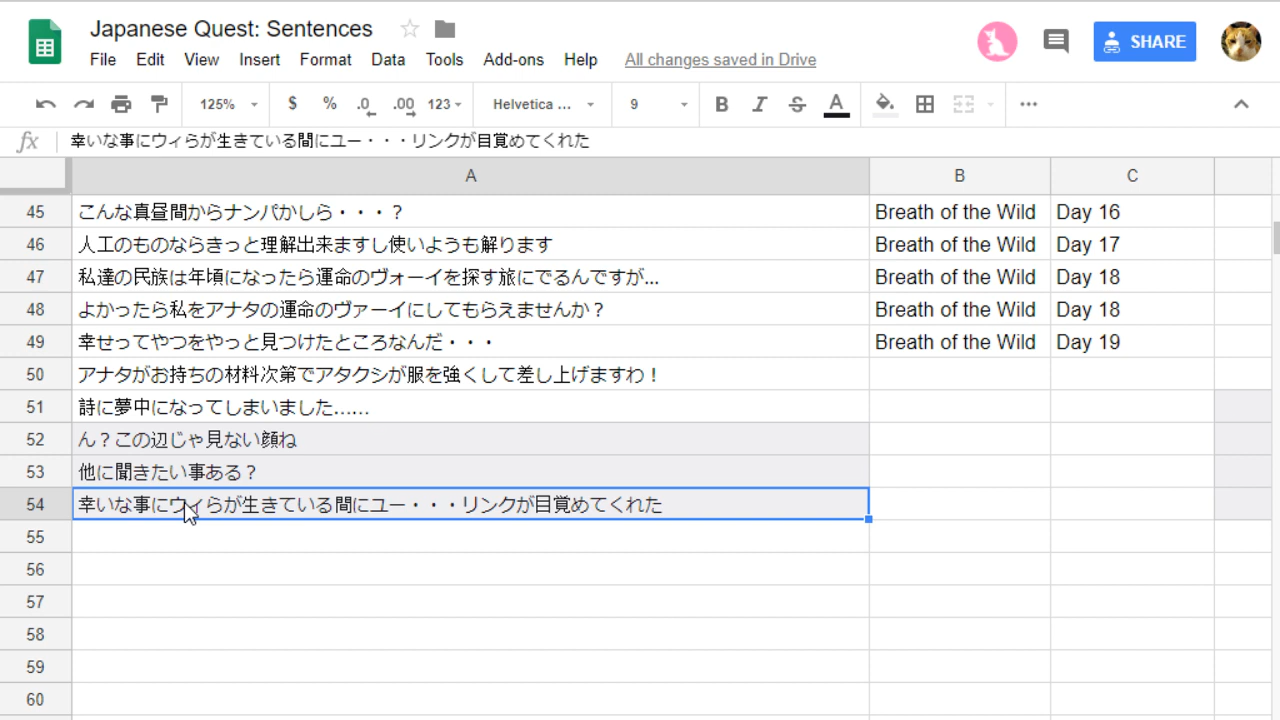 Japanese Quest: Sentences
SHARE
File Edit View Insert Format Data Tools Add-ons Help All changes saved in Drive
125% $ % .0 .00 123 Helvetica ... 9 B I S A
fx 幸いな事にウィらが生きている間にユー・・・リンクが目覚めてくれた
A B C
45 こんな真昼間からナンパかしら・・・？ Breath of the Wild Day 16
46 人工のものならきっと理解出来ますし使いようも解ります Breath of the Wild Day 17
47 私達の民族は年頃になったら運命のヴォーイを探す旅にでるんですが... Breath of the Wild Day 18
48 よかったら私をアナタの運命のヴァーイにしてもらえませんか？ Breath of the Wild Day 18
49 幸せってやつをやっと見つけたところなんだ・・・ Breath of the Wild Day 19
50 アナタがお持ちの材料次第でアタクシが服を強くして差し上げますわ！
51 詩に夢中になってしまいました……
52 ん？この辺じゃ見ない顔ね
53 他に聞きたい事ある？
54 幸いな事にウィらが生きている間にユー・・・リンクが目覚めてくれた
55
56
57
58
59
60